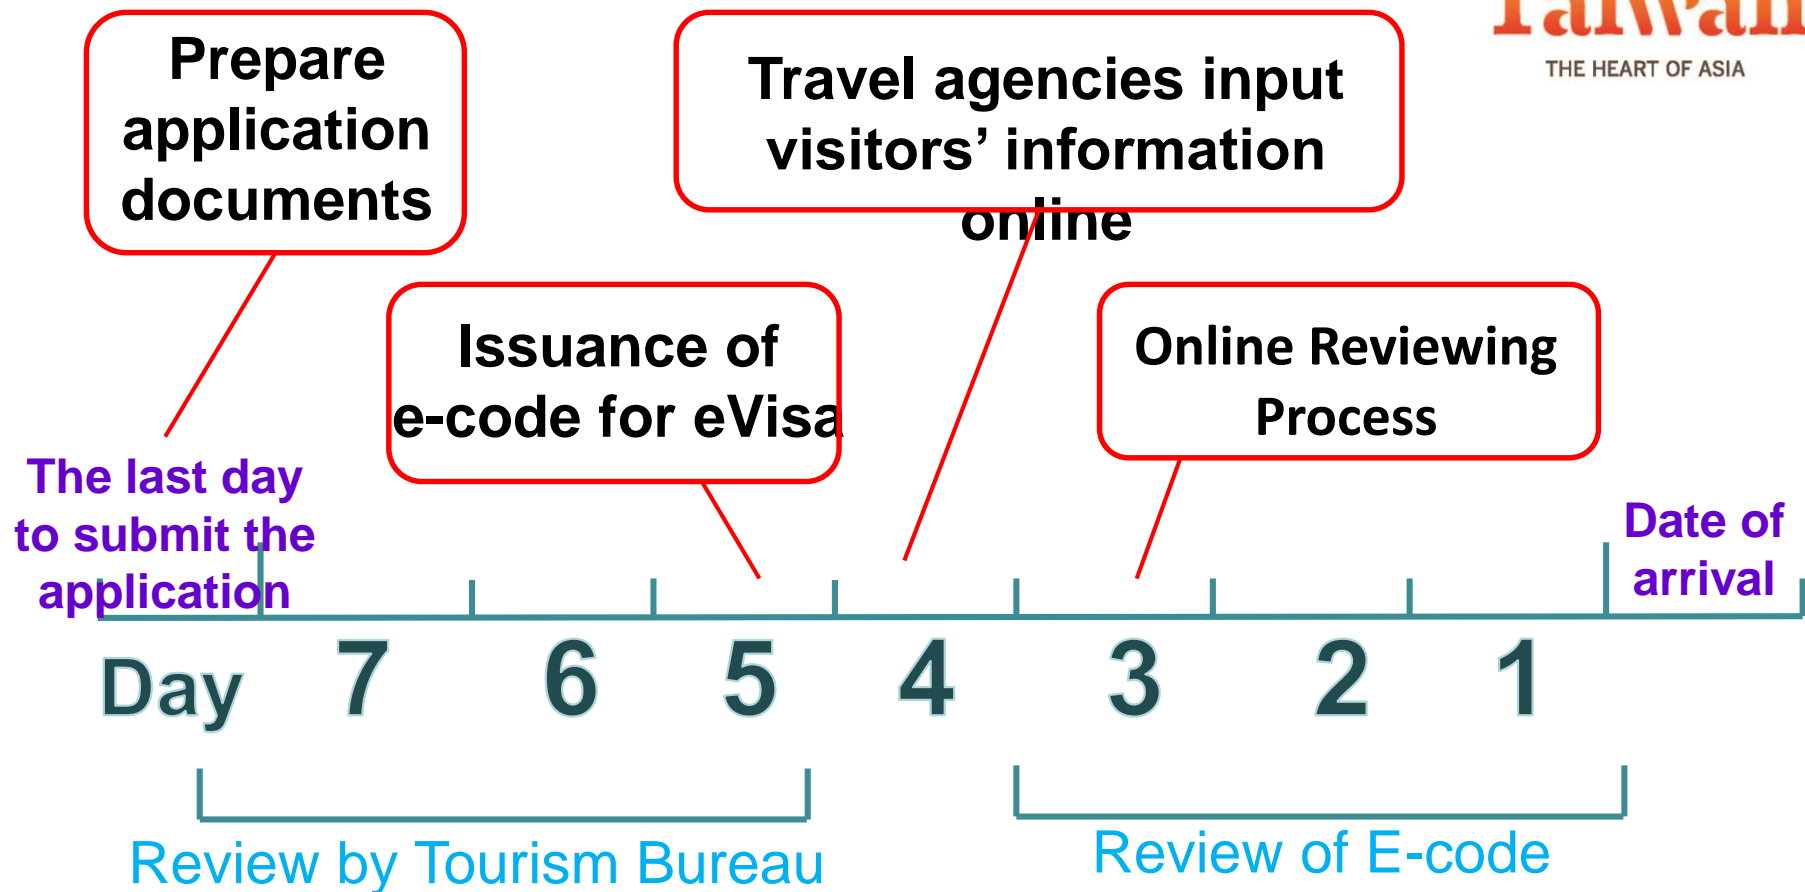 Taiwan
THE HEART OF ASIA
Prepare
application
documents
Travel agencies input
visitors’ information
online
Issuance of
e-code for eVisa
Online Reviewing
Process
The last day
to submit the
application
Date of
arrival
Day 7 6 5 4 3 2 1
Review by Tourism Bureau
Review of E-code